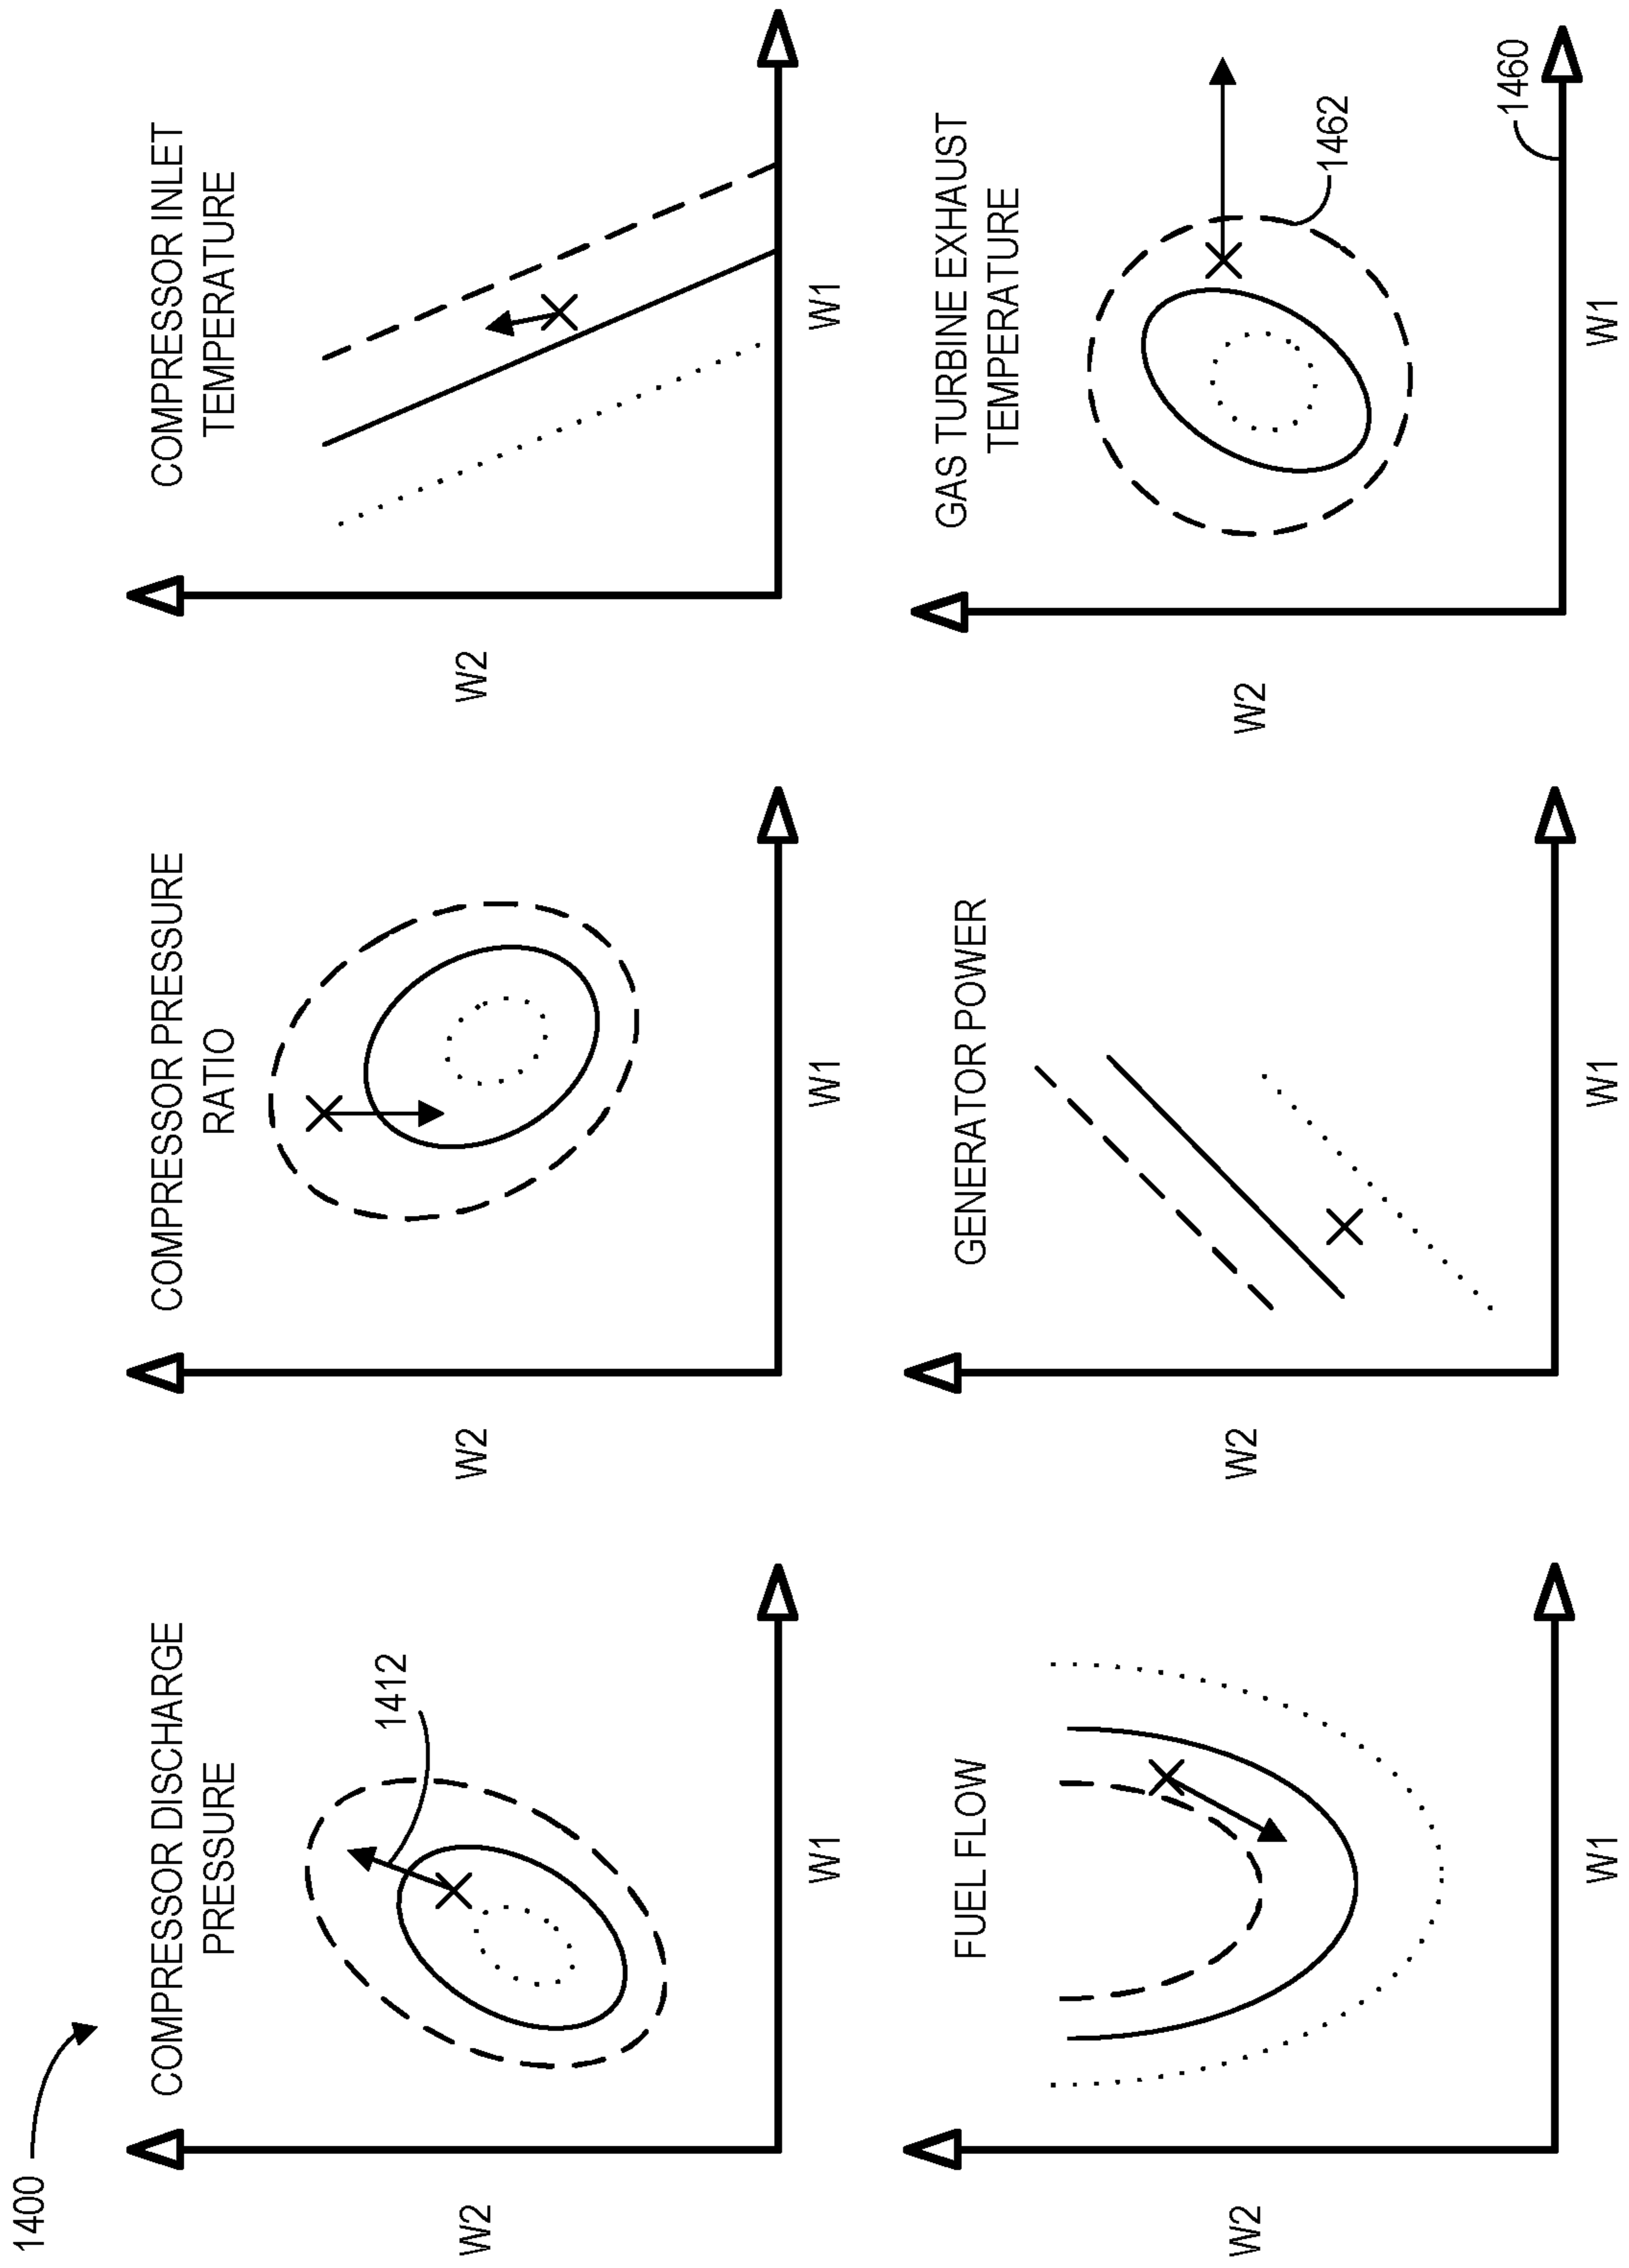 1400
COMPRESSOR DISCHARGE
PRESSURE
1412
W2
W1
COMPRESSOR PRESSURE
RATIO
W2
W1
COMPRESSOR INLET
TEMPERATURE
W2
W1
FUEL FLOW
W2
W1
GENERATOR POWER
W2
W1
GAS TURBINE EXHAUST
TEMPERATURE
1462
1460
W2
W1